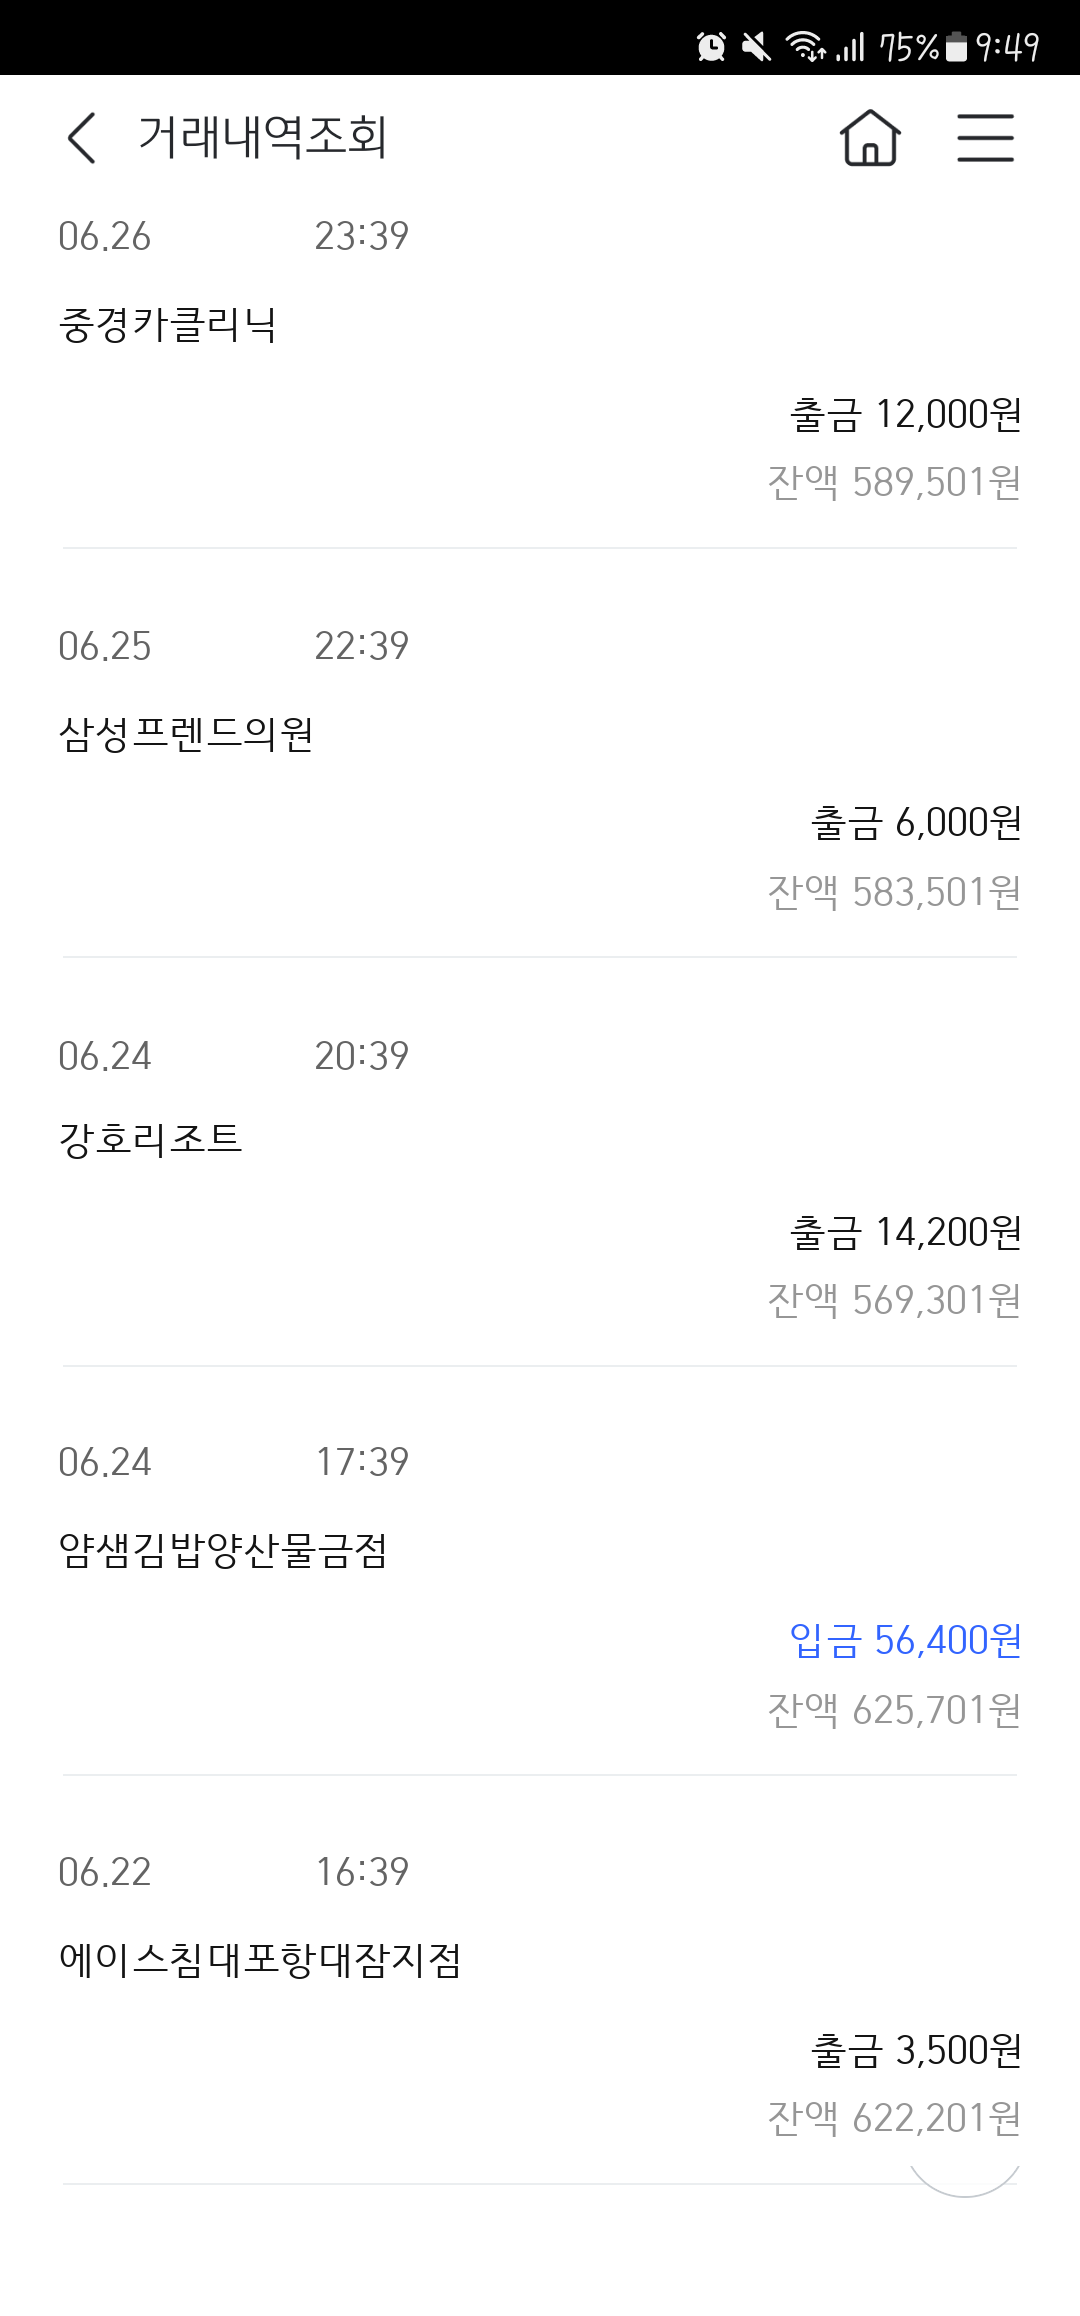 75% 9:49
거래내역조회
06.26 23:39
중경카클리닉
출금 12,000원
잔액 589,501원
06.25 22:39
삼성프렌드의원
출금 6,000원
잔액 583,501원
06.24 20:39
강호리조트
출금 14,200원
잔액 569,301원
06.24 17:39
얌샘김밥양산물금점
입금 56,400원
잔액 625,701원
06.22 16:39
에이스침대포항대잠지점
출금 3,500원
잔액 622,201원